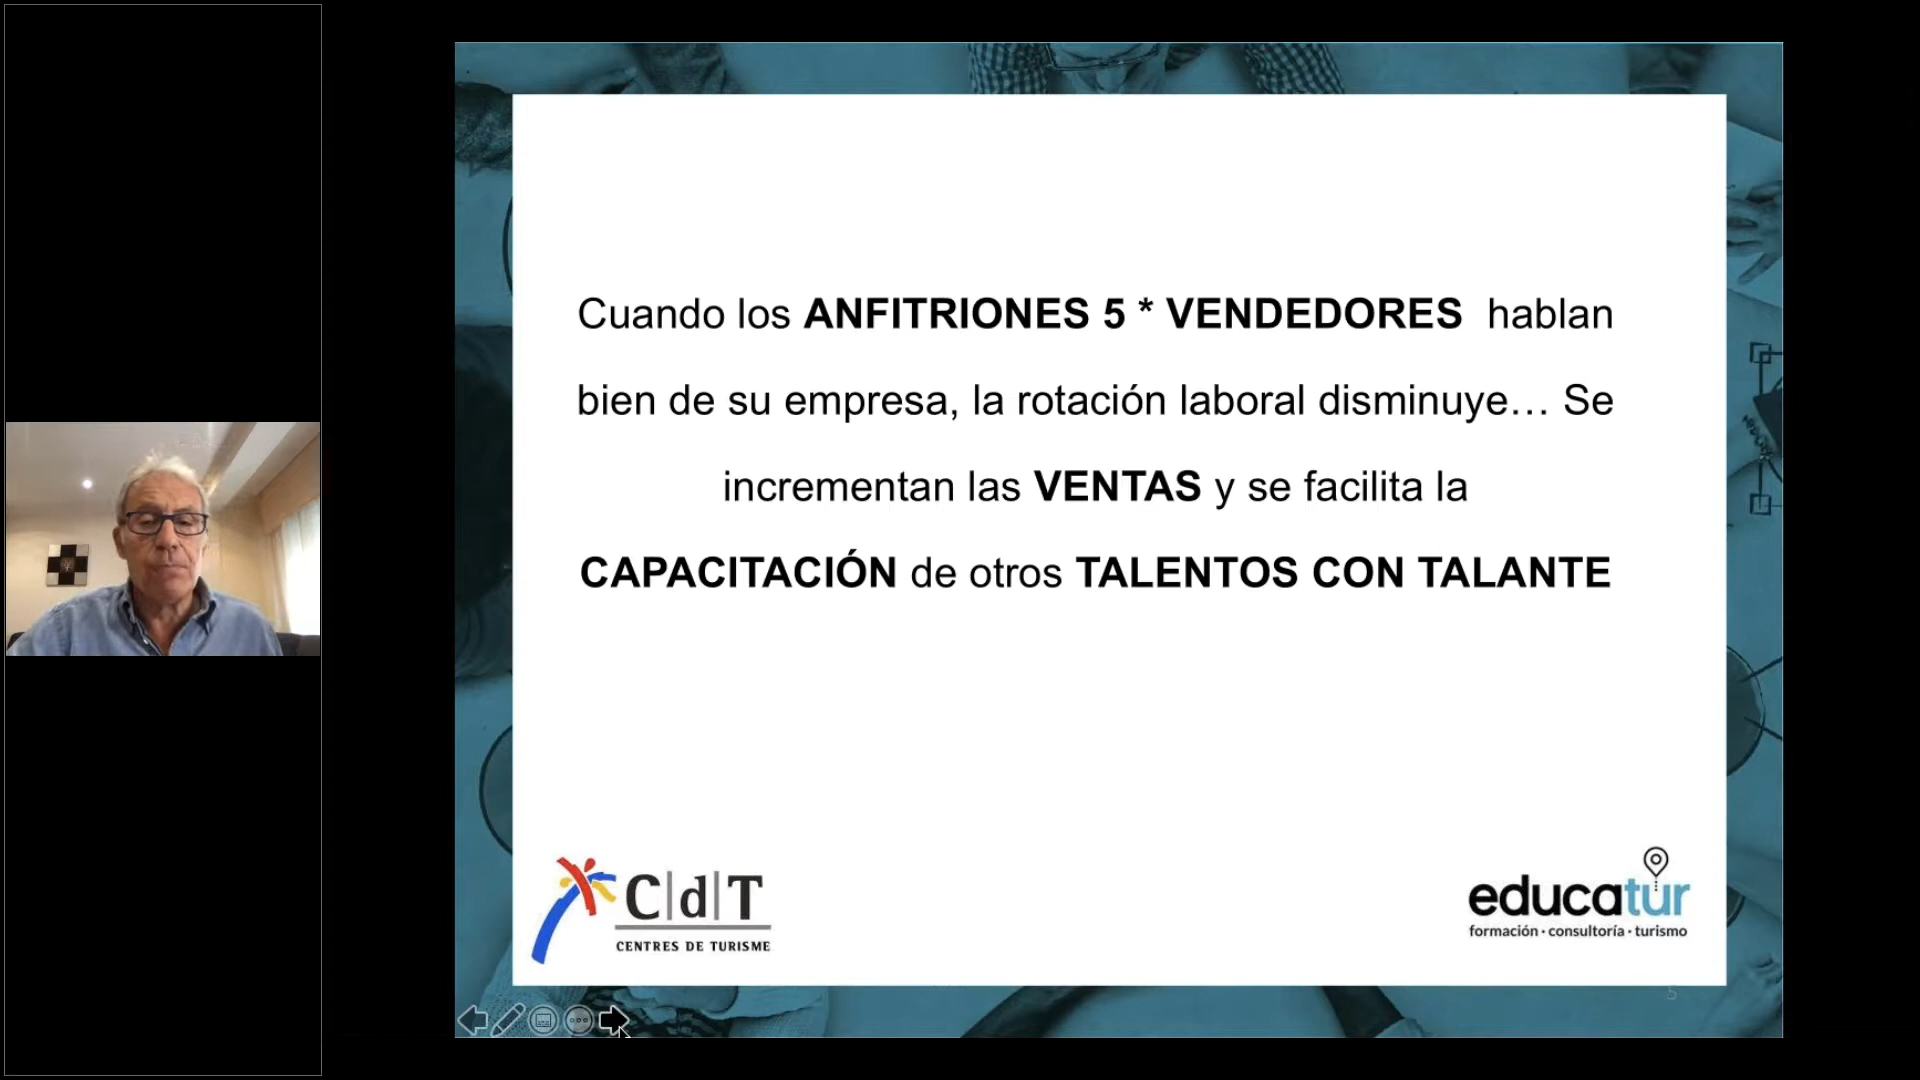 Cuando los ANFITRIONES 5 * VENDEDORES hablan
bien de su empresa, la rotación laboral disminuye… Se
incrementan las VENTAS y se facilita la
CAPACITACIÓN de otros TALENTOS CON TALANTE
C|d|T
CENTRES DE TURISME
educatur
formación · consultoría · turismo
5